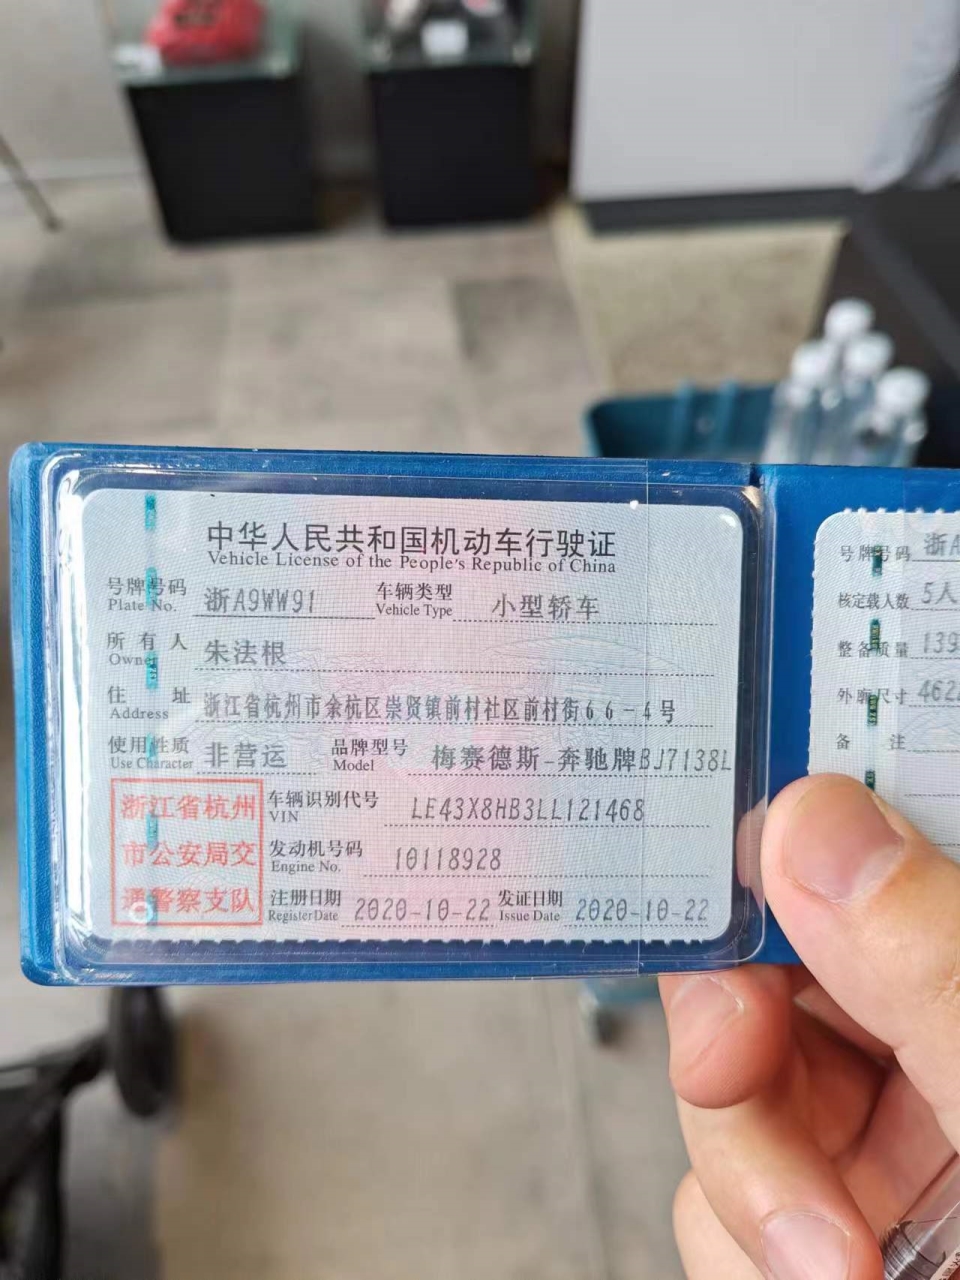 中华人民共和国机动车行驶证
Vehicle License of the People's Republic of China
号牌号码 浙A9WW91 车辆类型 小型轿车
Plate No. Vehicle Type
所有人 朱法根
Owner
住址 浙江省杭州市余杭区崇贤镇前村社区前村街66-4号
Address
使用性质 非营运 品牌型号 梅赛德斯-奔驰牌BJ7138L
Use Character Model
浙江省杭州
市公安局交
通警察支队
车辆识别代号 LE43X8HB3LL121468
VIN
发动机号码 10118928
Engine No.
注册日期 2020-10-22 发证日期 2020-10-22
Register Date Issue Date
号牌号码 浙A
核定载人数 5人
整备质量 139
外廓尺寸 462
备注